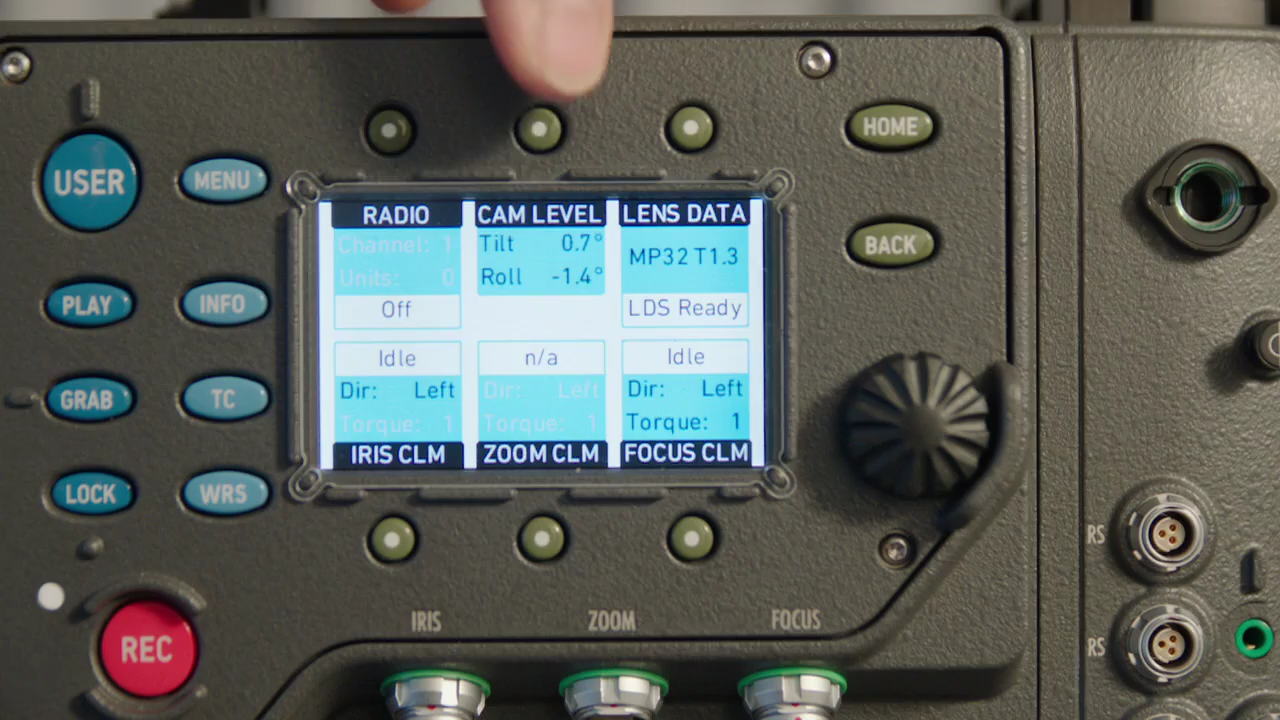 HOME
USER
MENU
RADIO
CAM LEVEL
LENS DATA
Channel: 1
Tilt 0.7°
MP32 T1.3
BACK
Units: 0
Roll -1.4°
PLAY
INFO
Off
LDS Ready
Idle
n/a
Idle
GRAB
TC
Dir: Left
Dir: Left
Dir: Left
Torque: 1
Torque: 1
Torque: 1
IRIS CLM
ZOOM CLM
FOCUS CLM
LOCK
WRS
RS
IRIS
ZOOM
FOCUS
REC
RS